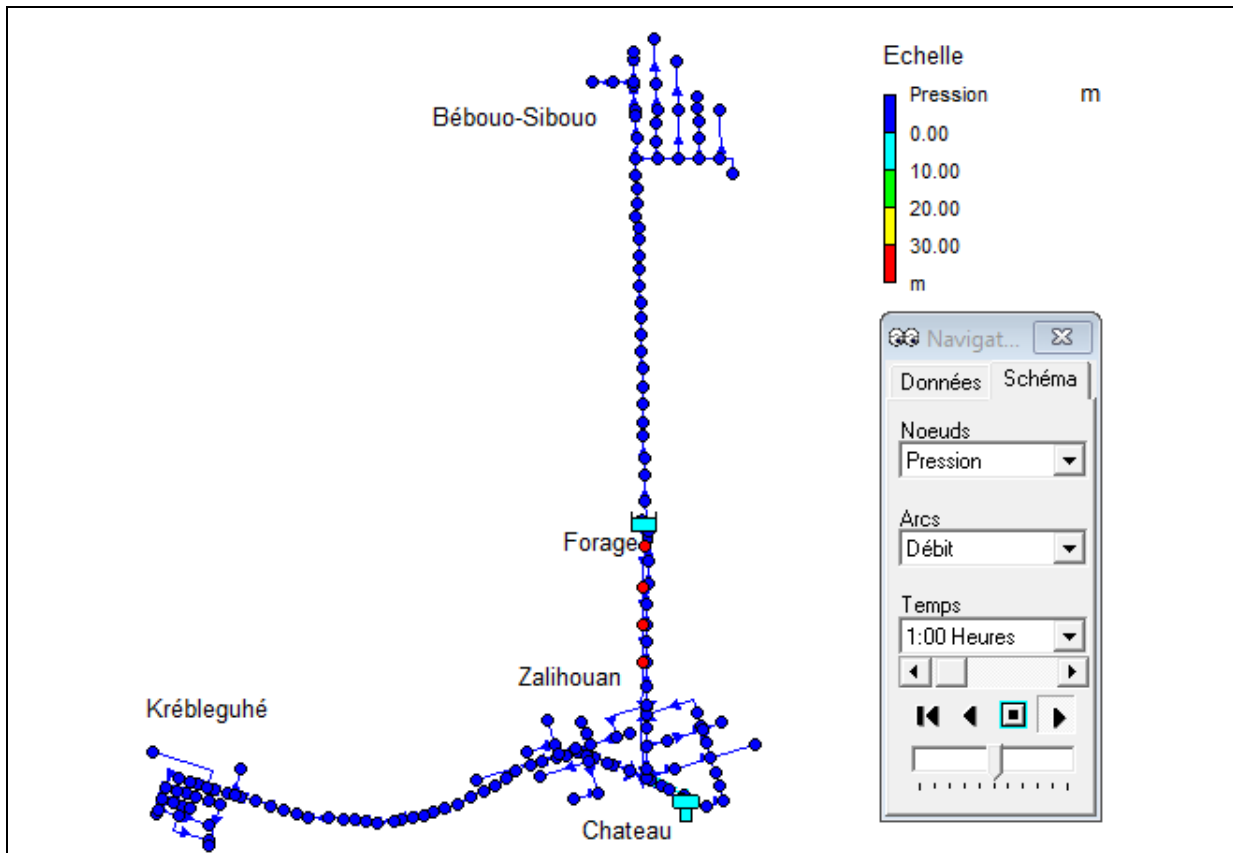 Echelle
Pression m
0.00
10.00
20.00
30.00
m
Bébouo-Sibouo
Navigat...
Données Schéma
Noeuds
Pression
Arcs
Débit
Temps
1:00 Heures
Forage
Zalihouan
Krébleguhé
Chateau